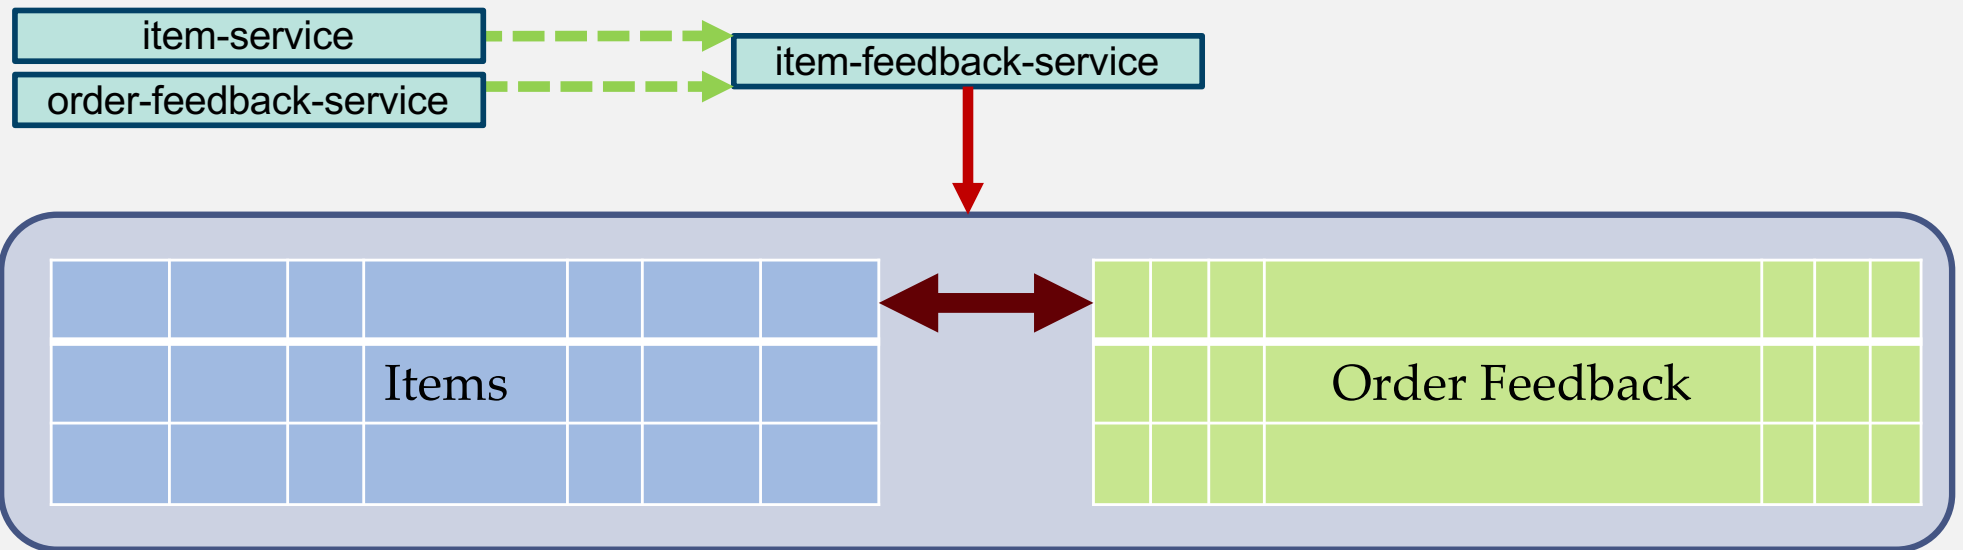 item-service
order-feedback-service
item-feedback-service
Items
Order Feedback